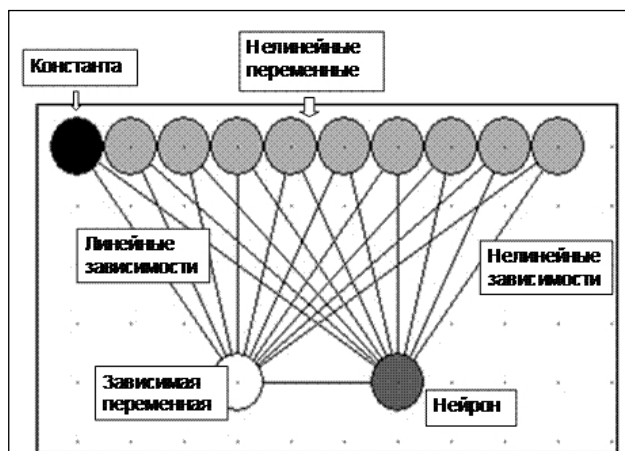 Константа
Нелинейные
переменные
Линейные
зависимости
Нелинейные
зависимости
Зависимая
переменная
Нейрон